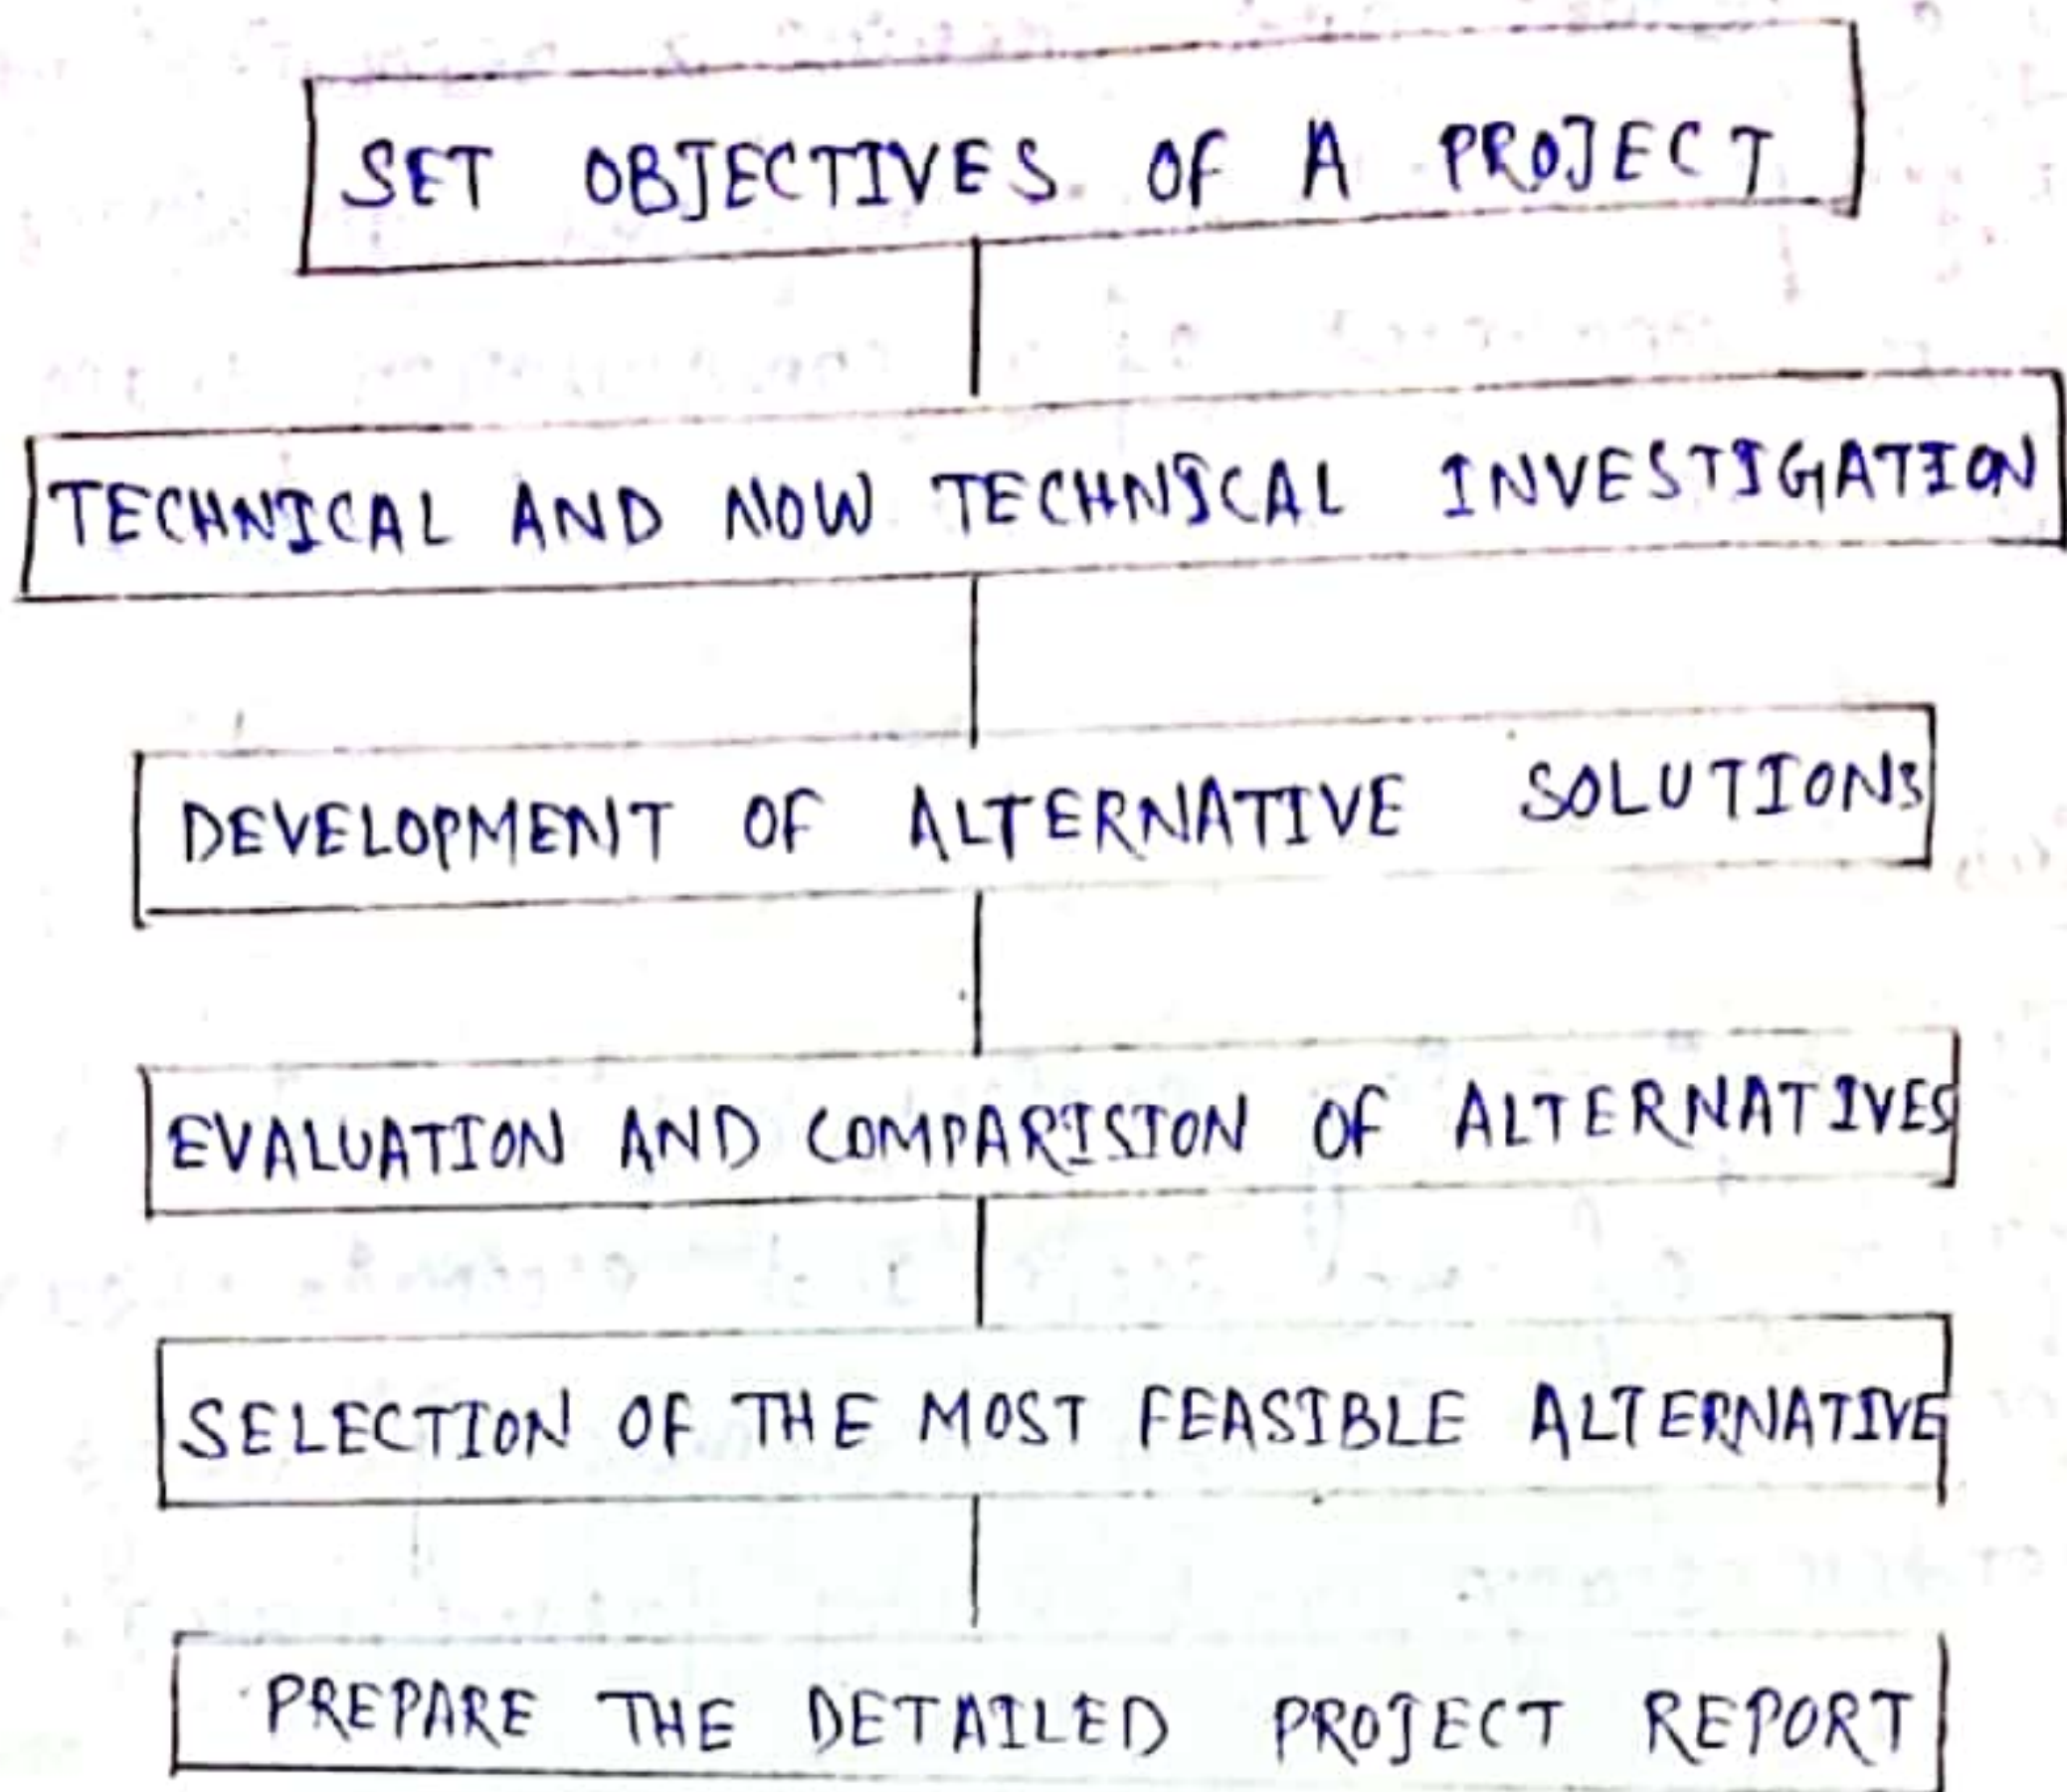 SET OBJECTIVES OF A PROJECT
TECHNICAL AND NOW TECHNICAL INVESTIGATION
DEVELOPMENT OF ALTERNATIVE SOLUTIONS
EVALUATION AND COMPARISION OF ALTERNATIVES
SELECTION OF THE MOST FEASIBLE ALTERNATIVE
PREPARE THE DETAILED PROJECT REPORT